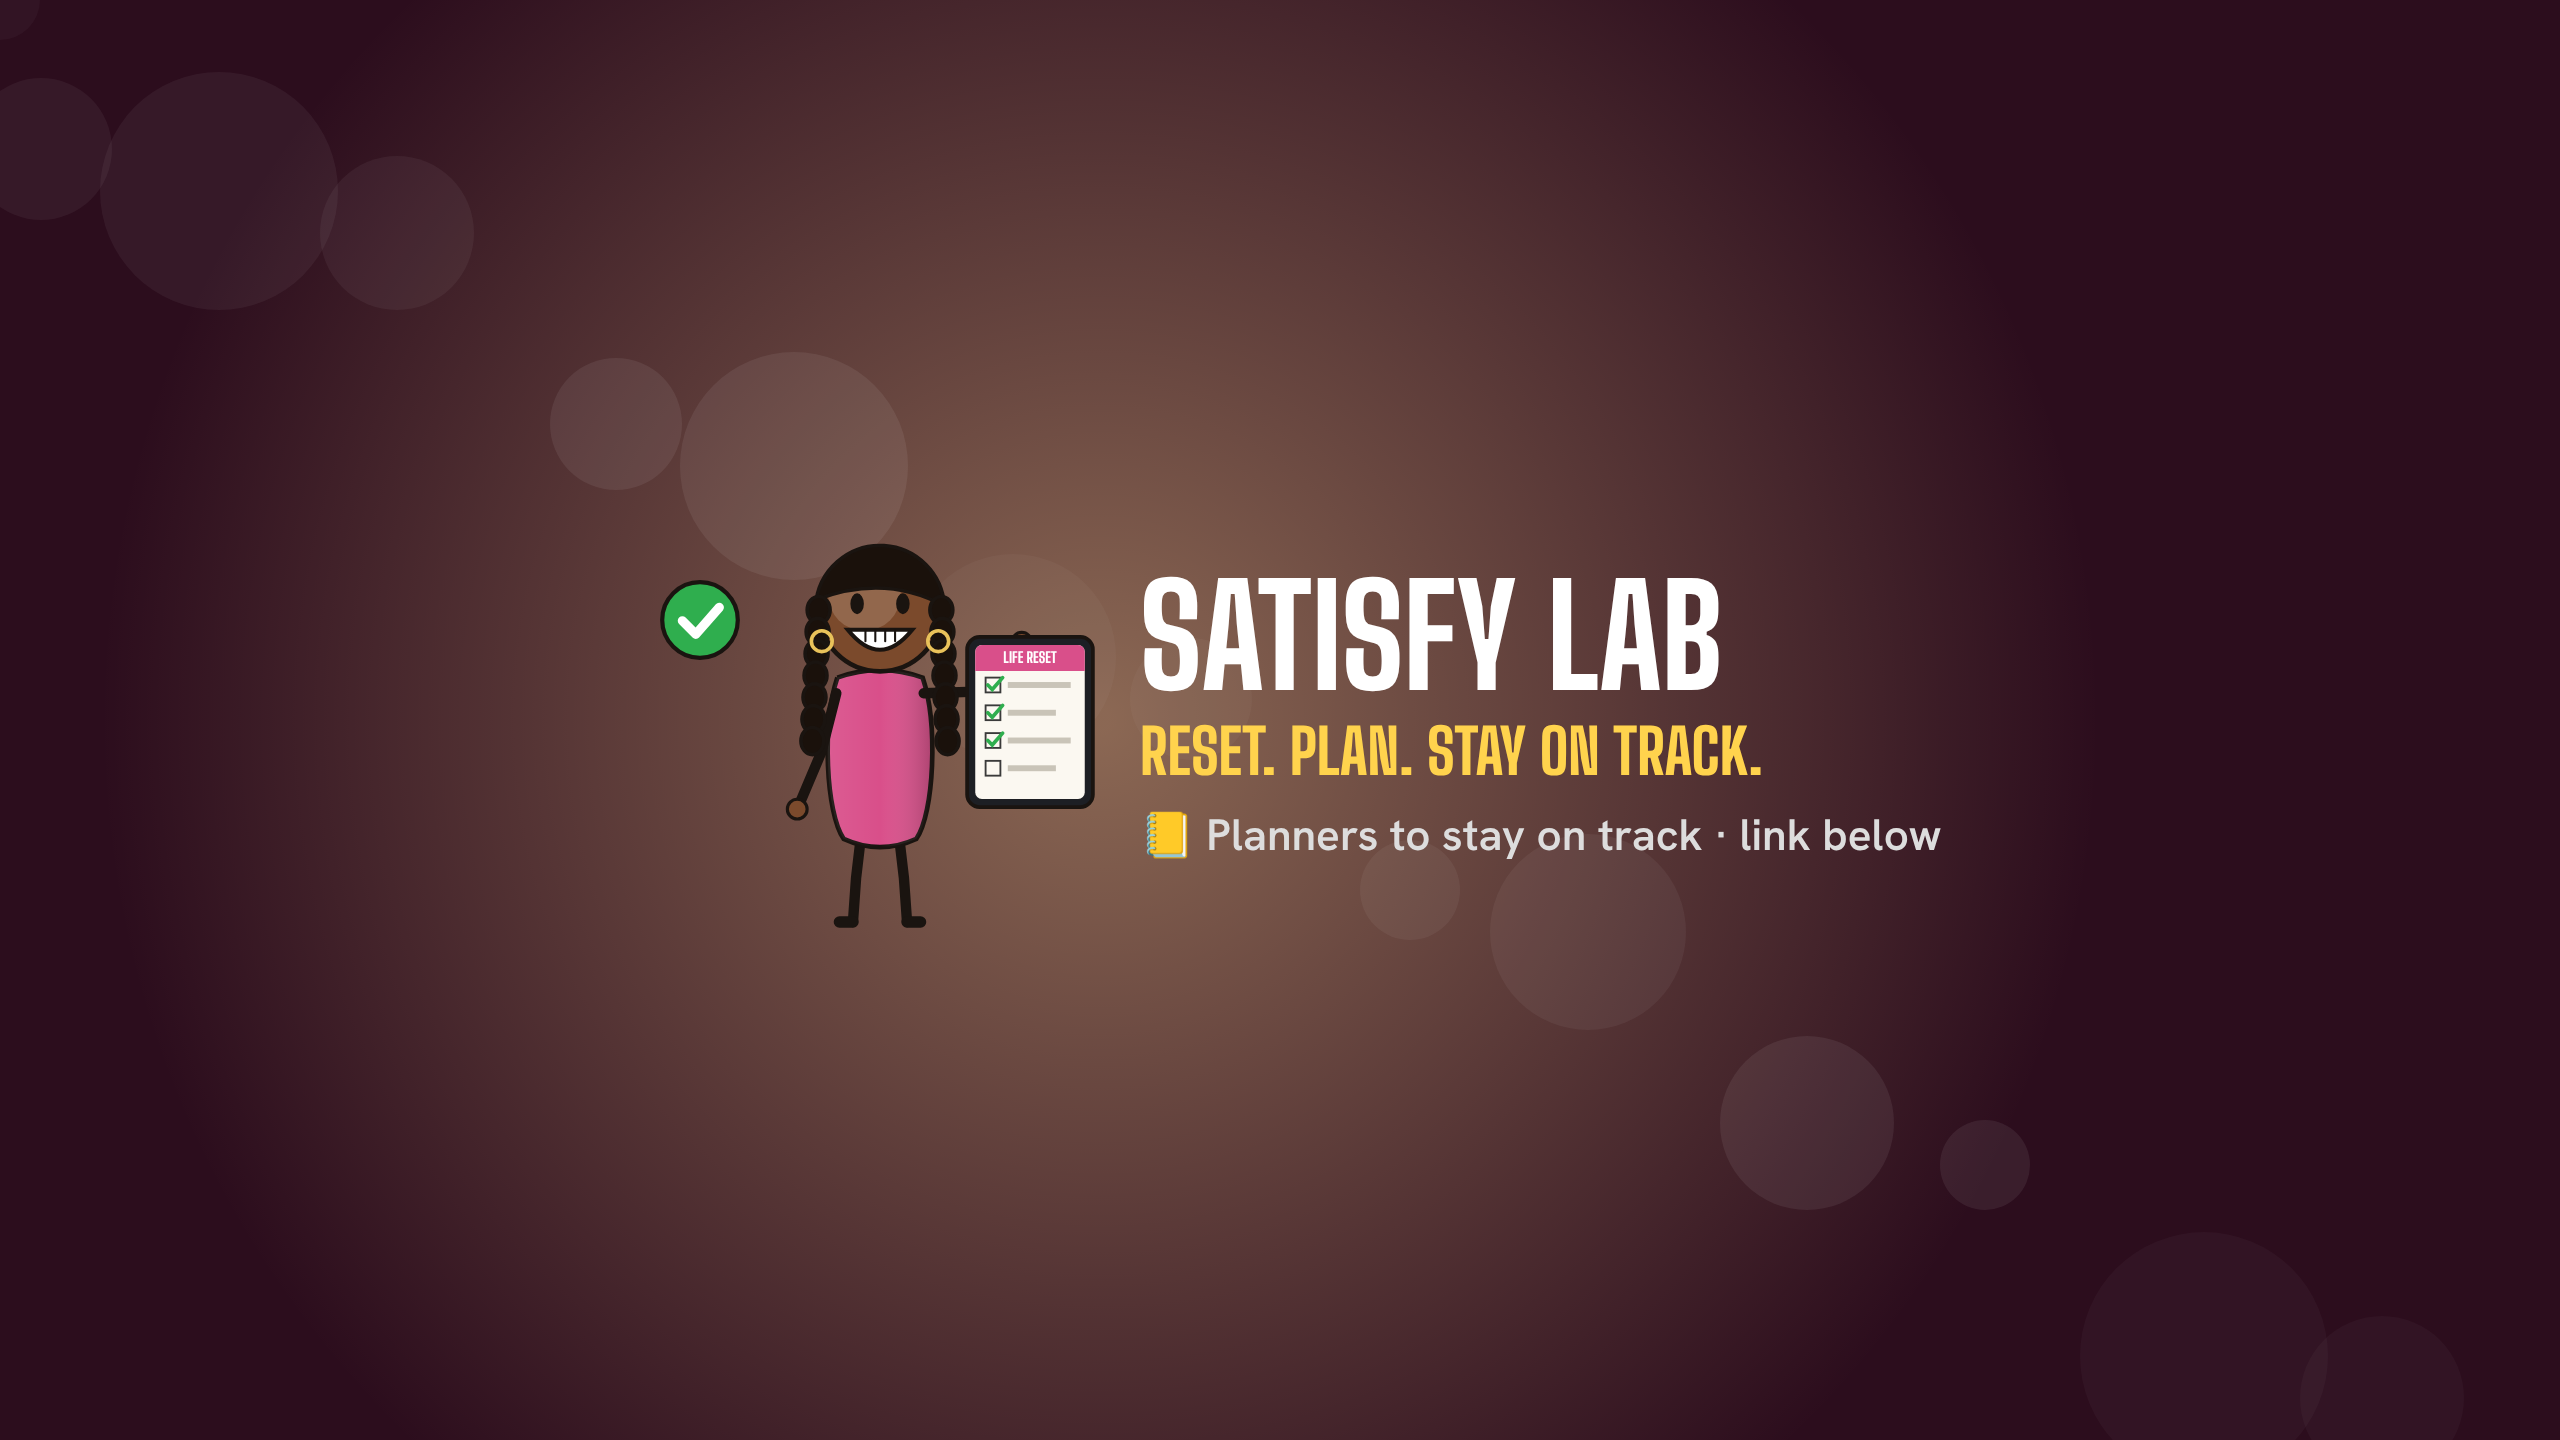 LIFE RESET
SATISFY LAB
RESET. PLAN. STAY ON TRACK.
📒 Planners to stay on track · link below